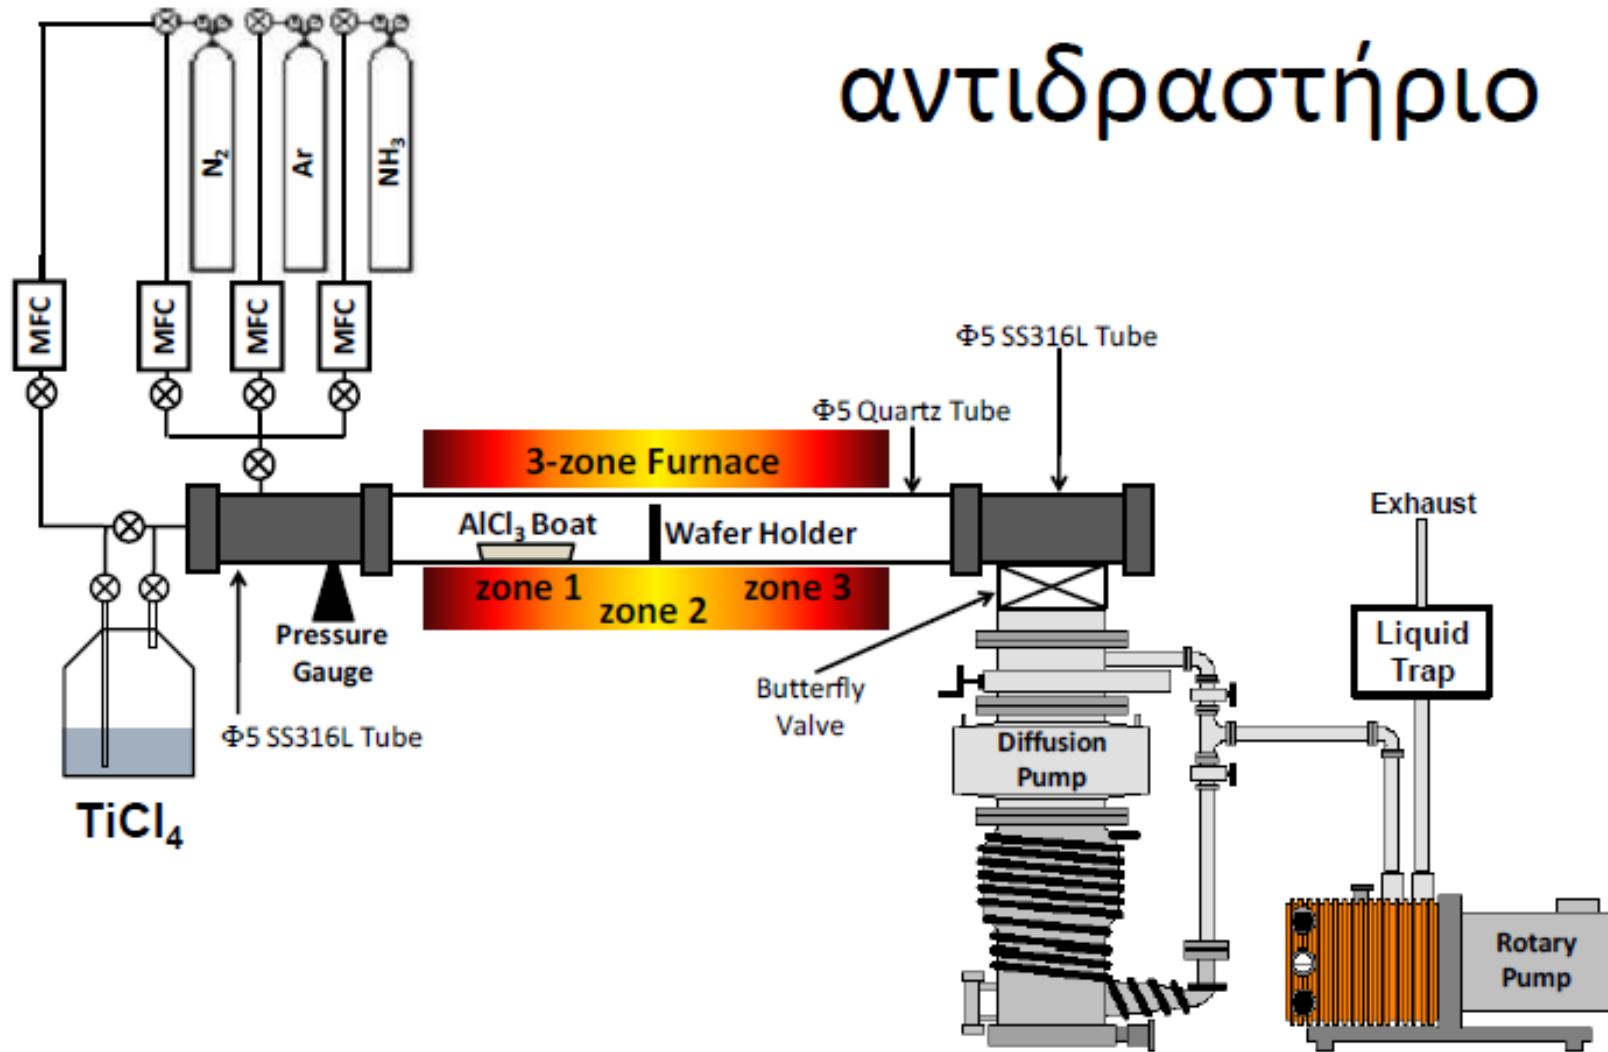 αντιδραστήριο
N₂
Ar
NH₃
MFC
MFC
MFC
MFC
Φ5 SS316L Tube
Φ5 Quartz Tube
3-zone Furnace
AlCl₃ Boat
Wafer Holder
zone 1
zone 2
zone 3
Pressure
Gauge
Φ5 SS316L Tube
TiCl₄
Butterfly
Valve
Diffusion
Pump
Exhaust
Liquid
Trap
Rotary
Pump